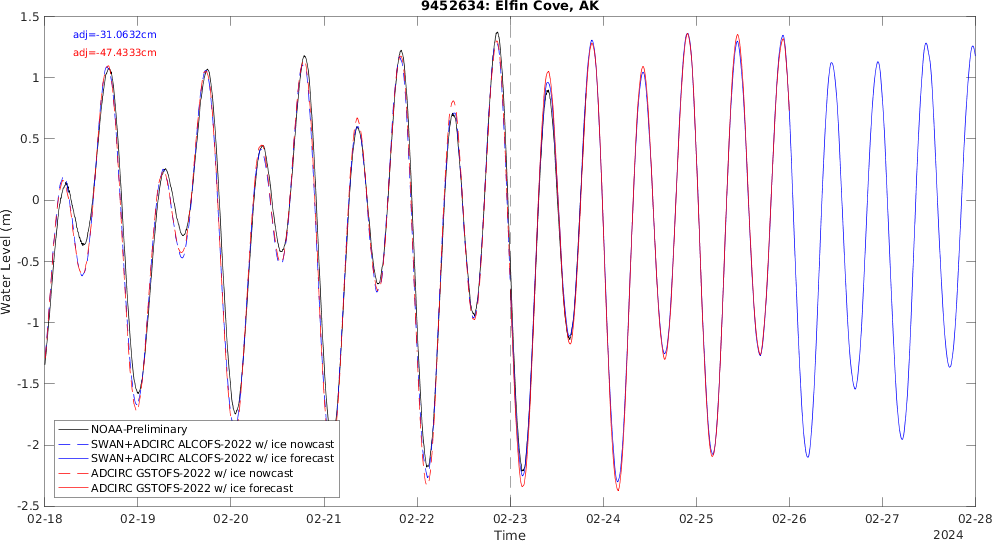 9452634: Elfin Cove, AK
adj=-31.0632cm
adj=-47.4333cm
Water Level (m)
1.5
1
0.5
0
-0.5
-1
-1.5
-2
-2.5
NOAA-Preliminary
SWAN+ADCIRC ALCOFS-2022 w/ ice nowcast
SWAN+ADCIRC ALCOFS-2022 w/ ice forecast
ADCIRC GSTOFS-2022 w/ ice nowcast
ADCIRC GSTOFS-2022 w/ ice forecast
02-18 02-19 02-20 02-21 02-22 02-23 02-24 02-25 02-26 02-27 02-28
Time
2024